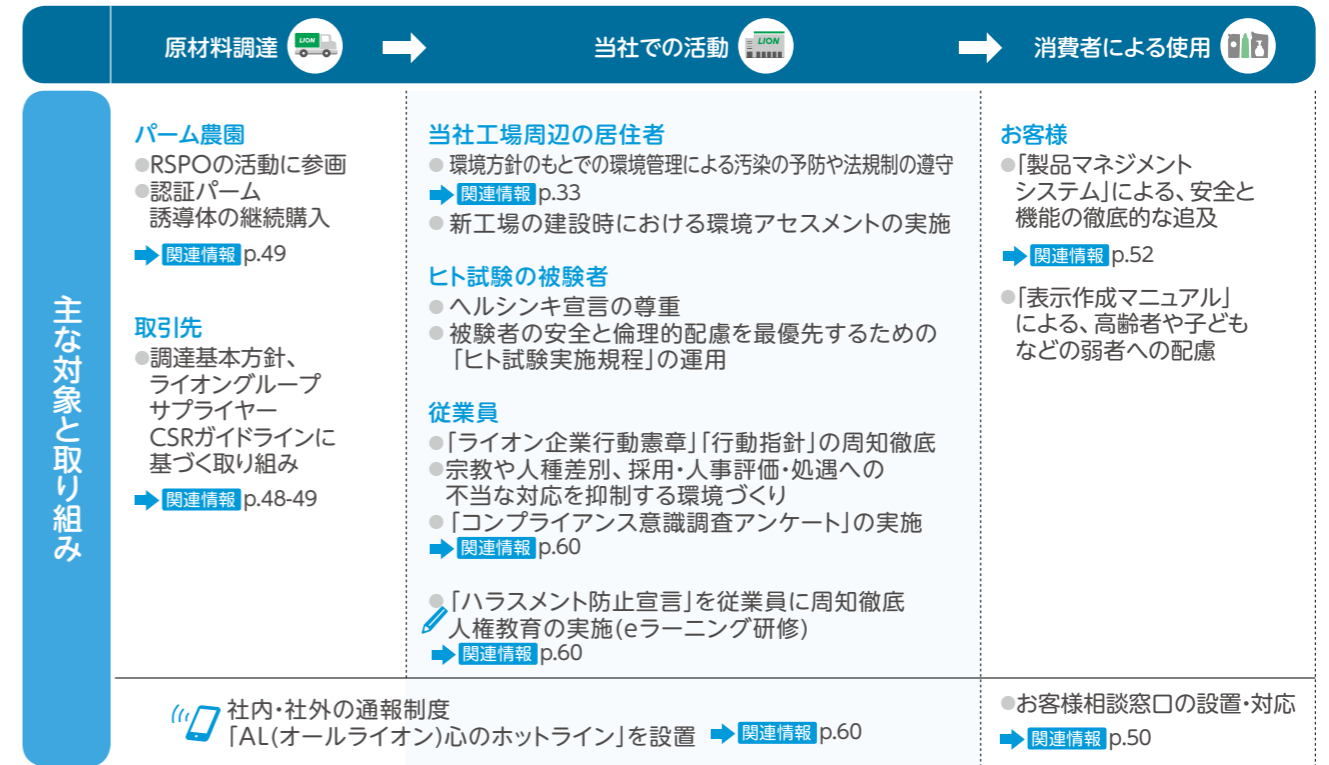 原材料調達
LION
当社での活動
LION
消費者による使用
主な対象と取り組み
パーム農園
●RSPOの活動に参画
●認証パーム
誘導体の継続購入
関連情報 p.49
取引先
●調達基本方針、
ライオングループ
サプライヤー
CSRガイドラインに
基づく取り組み
関連情報 p.48-49
当社工場周辺の居住者
●環境方針のもとでの環境管理による汚染の予防や法規制の遵守
関連情報 p.33
●新工場の建設時における環境アセスメントの実施
ヒト試験の被験者
●ヘルシンキ宣言の尊重
●被験者の安全と倫理的配慮を最優先するための
「ヒト試験実施規程」の運用
従業員
●「ライオン企業行動憲章」「行動指針」の周知徹底
●宗教や人種差別、採用・人事評価・処遇への
不当な対応を抑制する環境づくり
●「コンプライアンス意識調査アンケート」の実施
関連情報 p.60
●「ハラスメント防止宣言」を従業員に周知徹底
人権教育の実施(eラーニング研修)
関連情報 p.60
お客様
●「製品マネジメント
システム」による、安全と
機能の徹底的な追及
関連情報 p.52
●「表示作成マニュアル」
による、高齢者や子ども
などの弱者への配慮
社内・社外の通報制度
「AL(オールライオン)心のホットライン」を設置 関連情報 p.60
●お客様相談窓口の設置・対応
関連情報 p.50